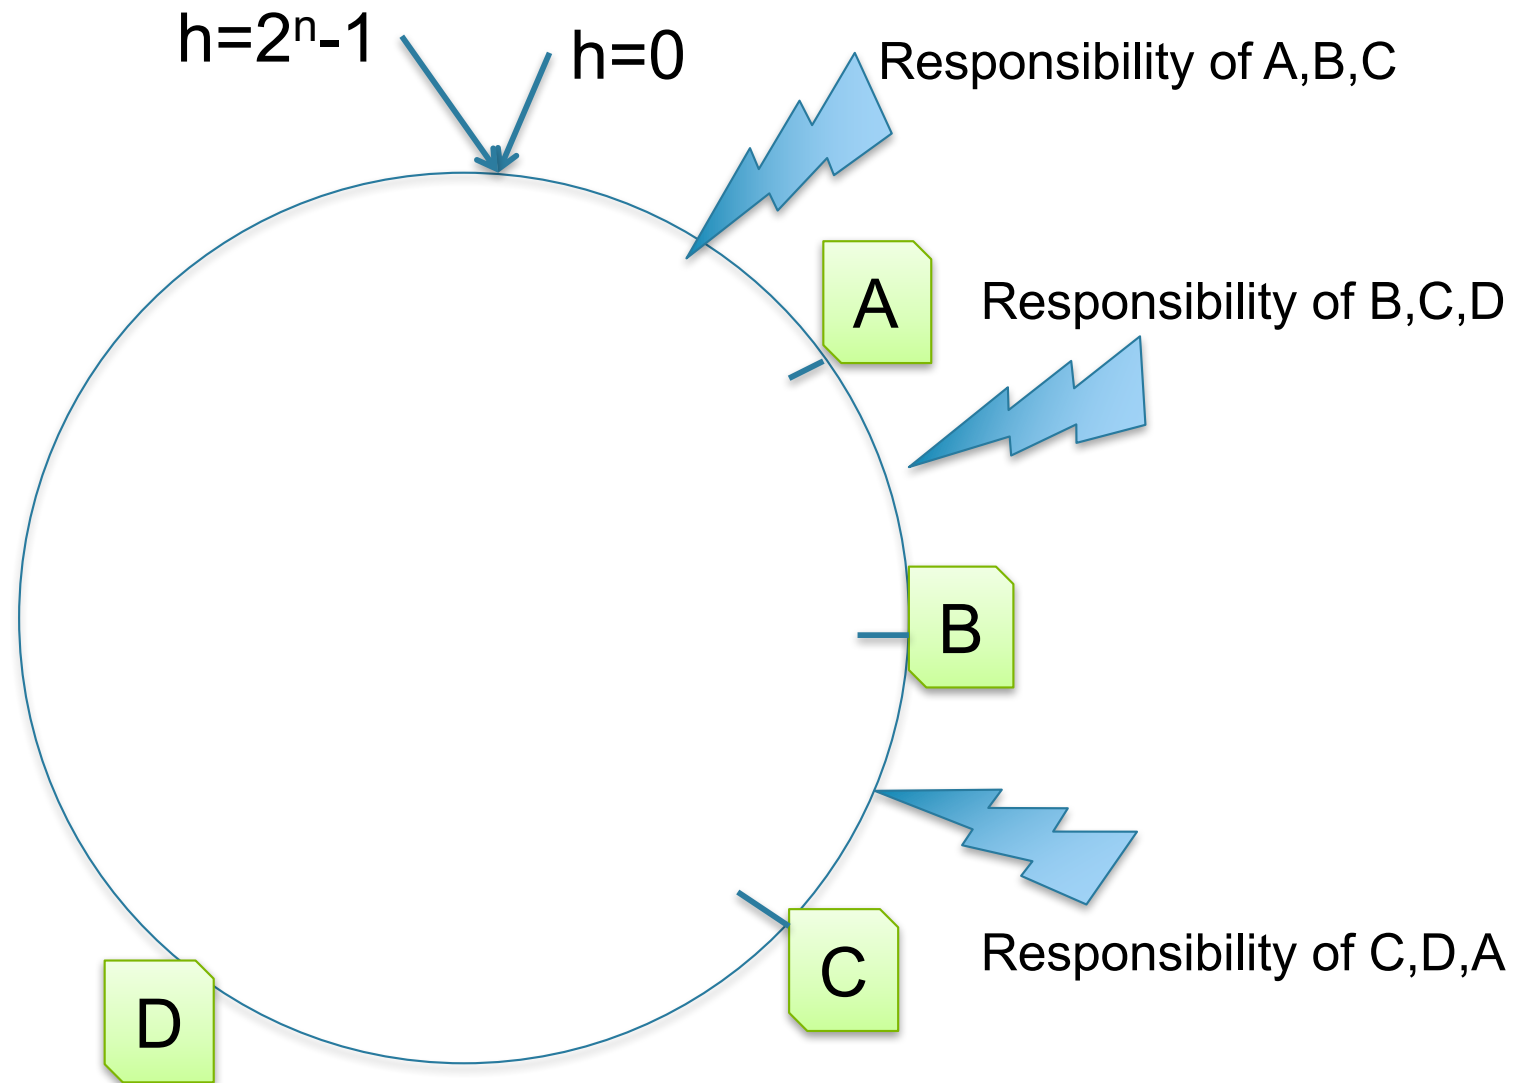 h=2ⁿ-1
h=0
Responsibility of A,B,C
A
Responsibility of B,C,D
B
C
Responsibility of C,D,A
D